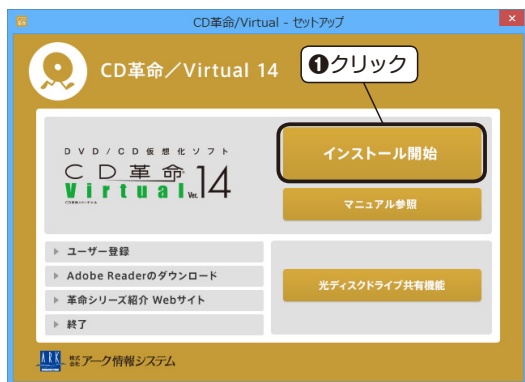 CD革命/Virtual - セットアップ
CD革命／Virtual 14
❶クリック
DVD/CD仮想化ソフト
CD革命
Virtual Ver.14
インストール開始
マニュアル参照
ユーザー登録
Adobe Readerのダウンロード
革命シリーズ紹介 Webサイト
終了
光ディスクドライブ共有機能
ARK 株式会社 アーク情報システム